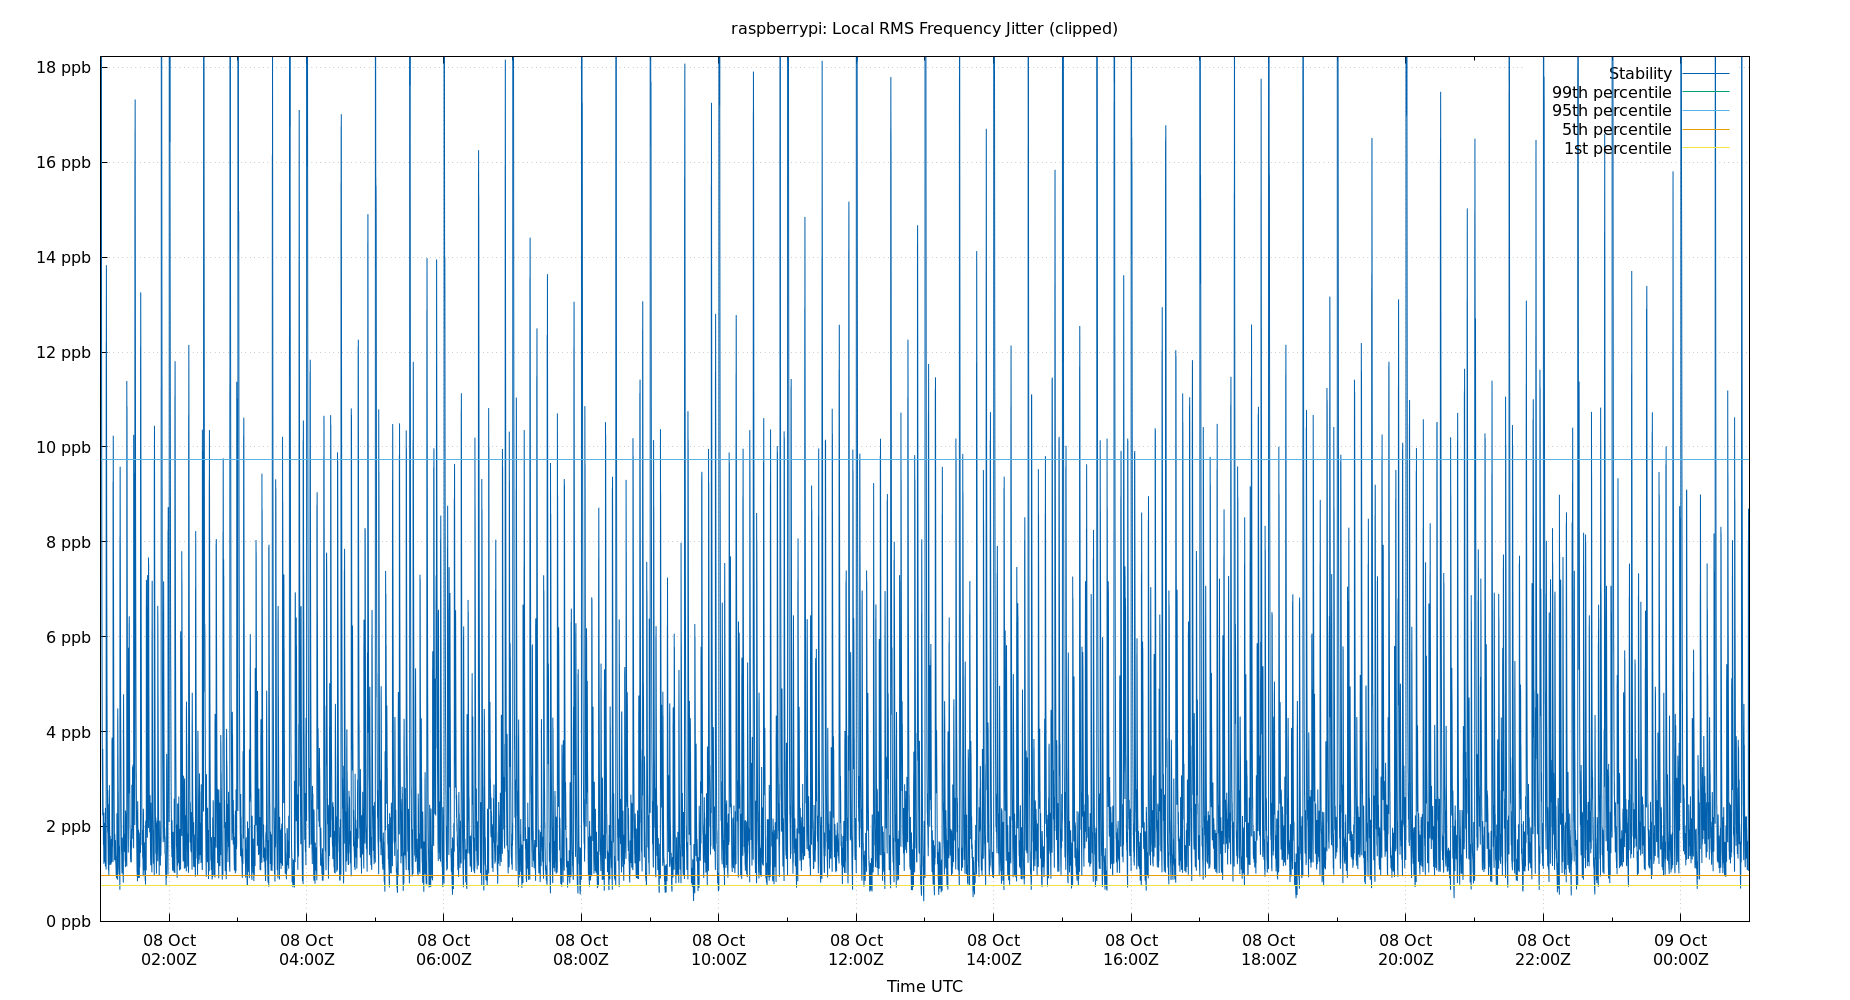 raspberrypi: Local RMS Frequency Jitter (clipped)
18 ppb
16 ppb
14 ppb
12 ppb
10 ppb
8 ppb
6 ppb
4 ppb
2 ppb
0 ppb
Stability
99th percentile
95th percentile
5th percentile
1st percentile
08 Oct
02:00Z
08 Oct
04:00Z
08 Oct
06:00Z
08 Oct
08:00Z
08 Oct
10:00Z
08 Oct
12:00Z
08 Oct
14:00Z
08 Oct
16:00Z
08 Oct
18:00Z
08 Oct
20:00Z
08 Oct
22:00Z
09 Oct
00:00Z
Time UTC